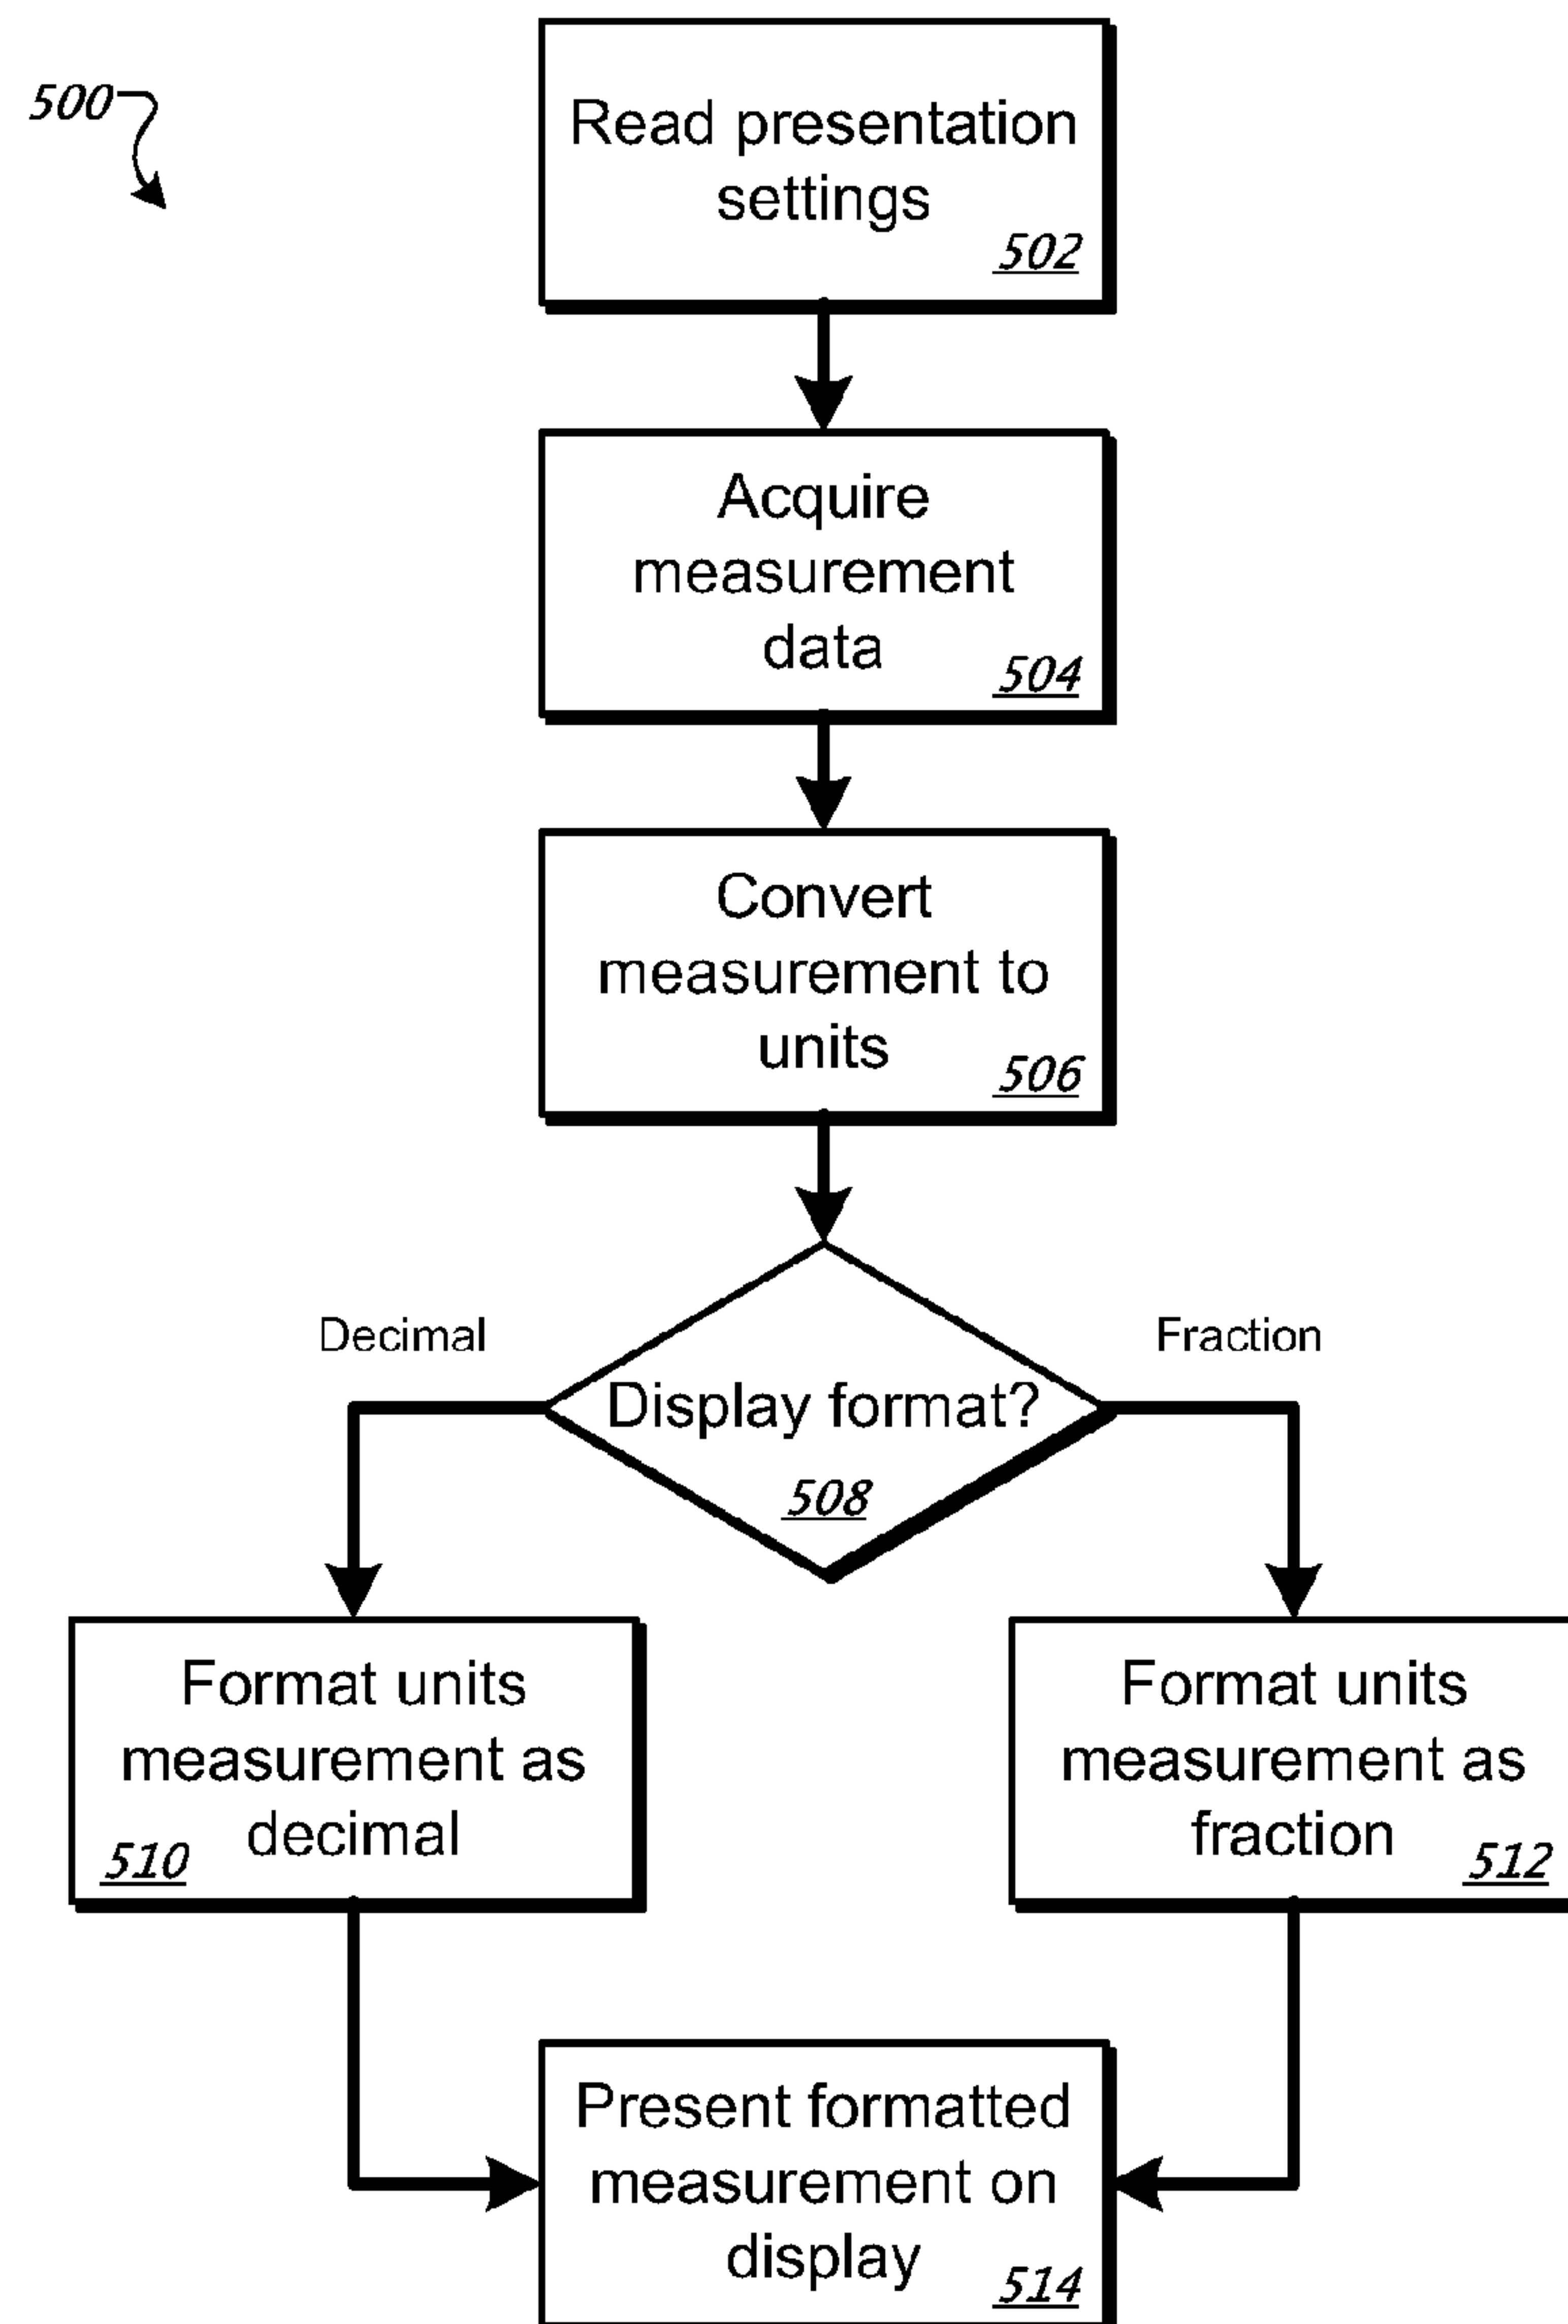 500
Read presentation
settings
502
Acquire
measurement
data
504
Convert
measurement to
units
506
Decimal
Fraction
Display format?
508
Format units
measurement as
decimal
510
Format units
measurement as
fraction
512
Present formatted
measurement on
display
514